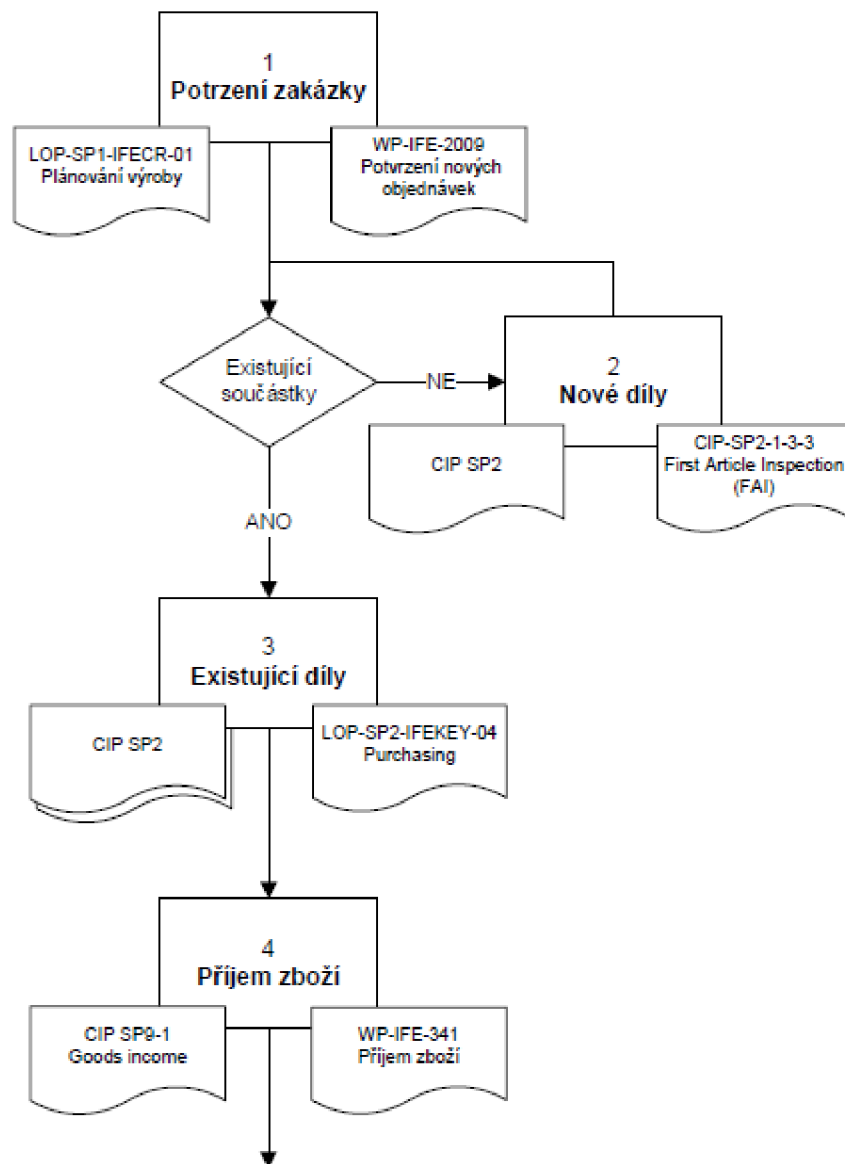 1
Potrzení zakázky
LOP-SP1-IFECR-01
Plánování výroby
WP-IFE-2009
Potvrzení nových
objednávek
Existující
součástky
NE
2
Nové díly
CIP SP2
CIP-SP2-1-3-3
First Article Inspection
(FAI)
ANO
3
Existující díly
CIP SP2
LOP-SP2-IFEKEY-04
Purchasing
4
Příjem zboží
CIP SP9-1
Goods income
WP-IFE-341
Příjem zboží